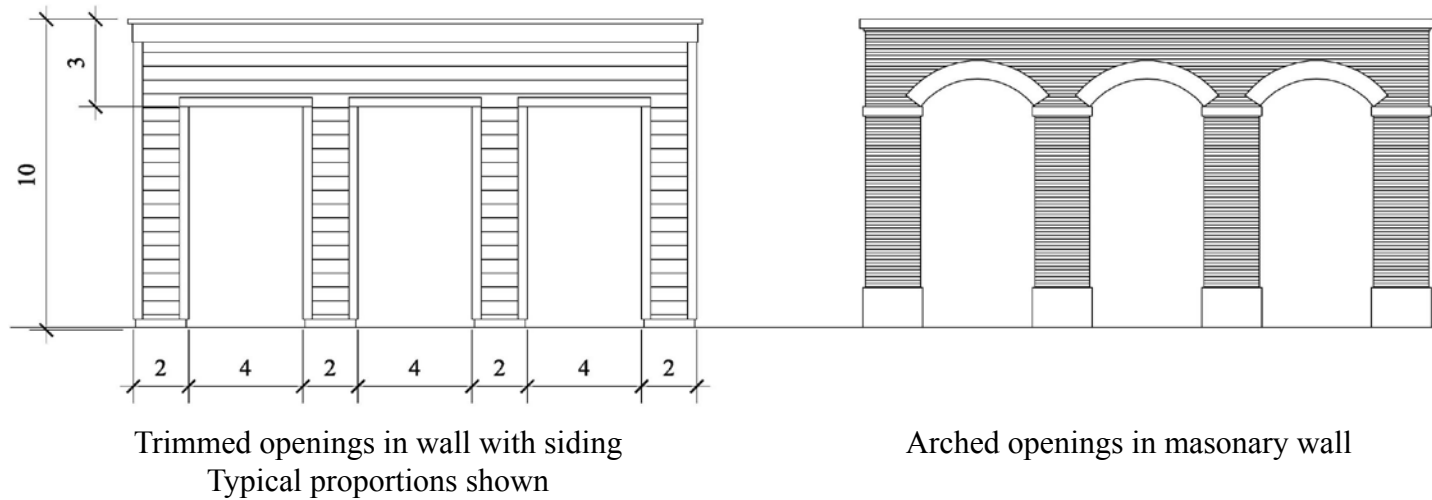 3
10
2 4 2 4 2 4 2
Trimmed openings in wall with siding
Typical proportions shown
Arched openings in masonary wall